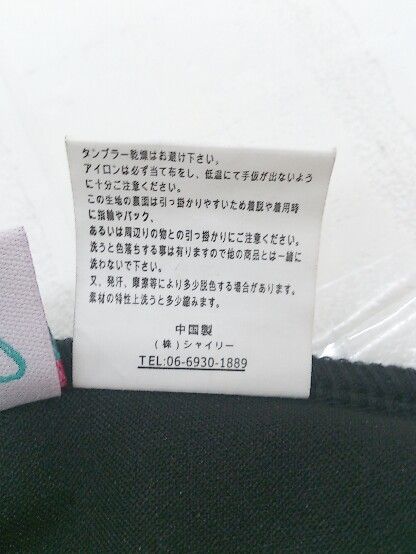 タンブラー乾燥はお避け下さい。
アイロンは必ず当て布をし、低温にて手仮が出ないよう
に十分ご注意ください。
この生地の裏面は引っ掛かりやすいため着脱や着用時
に指輪やバック、
あるいは周辺りの物との引っ掛かりにご注意ください。
洗うと色落ちする事は有りますので他の商品とは一緒に
洗わないで下さい。
又、発汗、摩擦等により多少脱色する場合があります。
素材の特性上洗うと多少縮みます。
中国製
(株)シャイリー
TEL:06-6930-1889